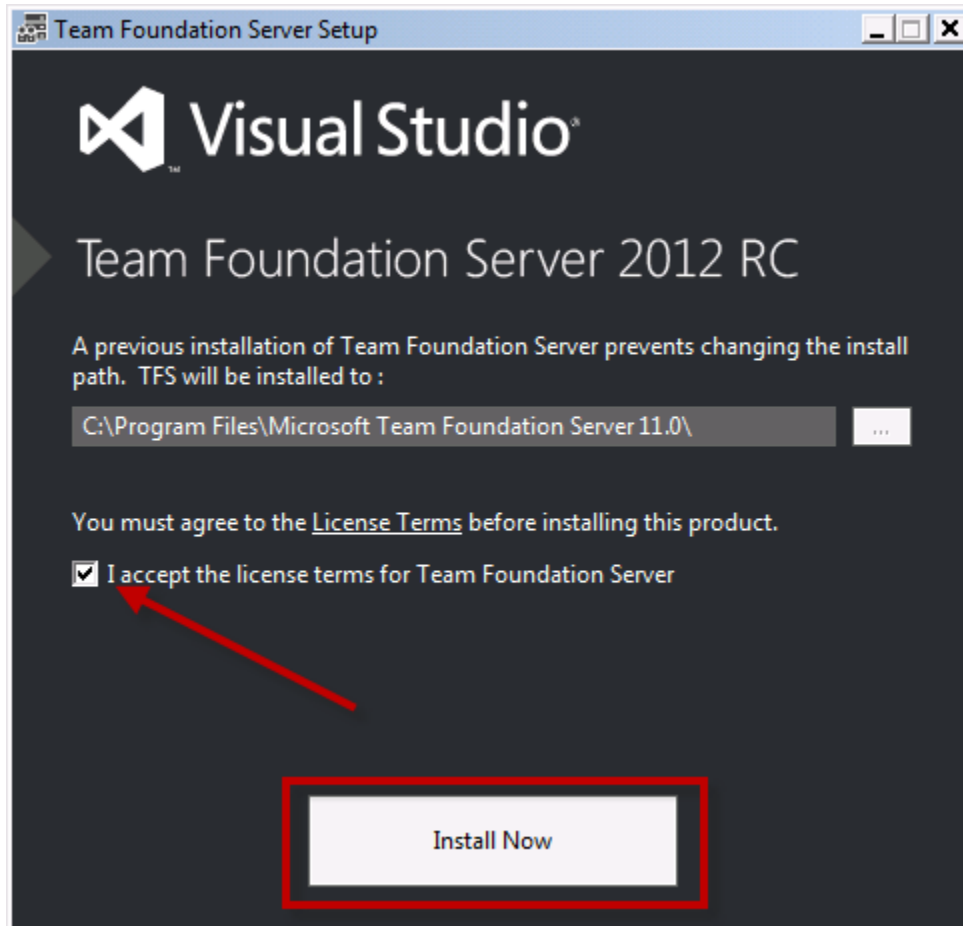 Team Foundation Server Setup
Visual Studio®
™
Team Foundation Server 2012 RC
A previous installation of Team Foundation Server prevents changing the install
path.  TFS will be installed to :
C:\Program Files\Microsoft Team Foundation Server 11.0\
...
You must agree to the License Terms before installing this product.
I accept the license terms for Team Foundation Server
Install Now